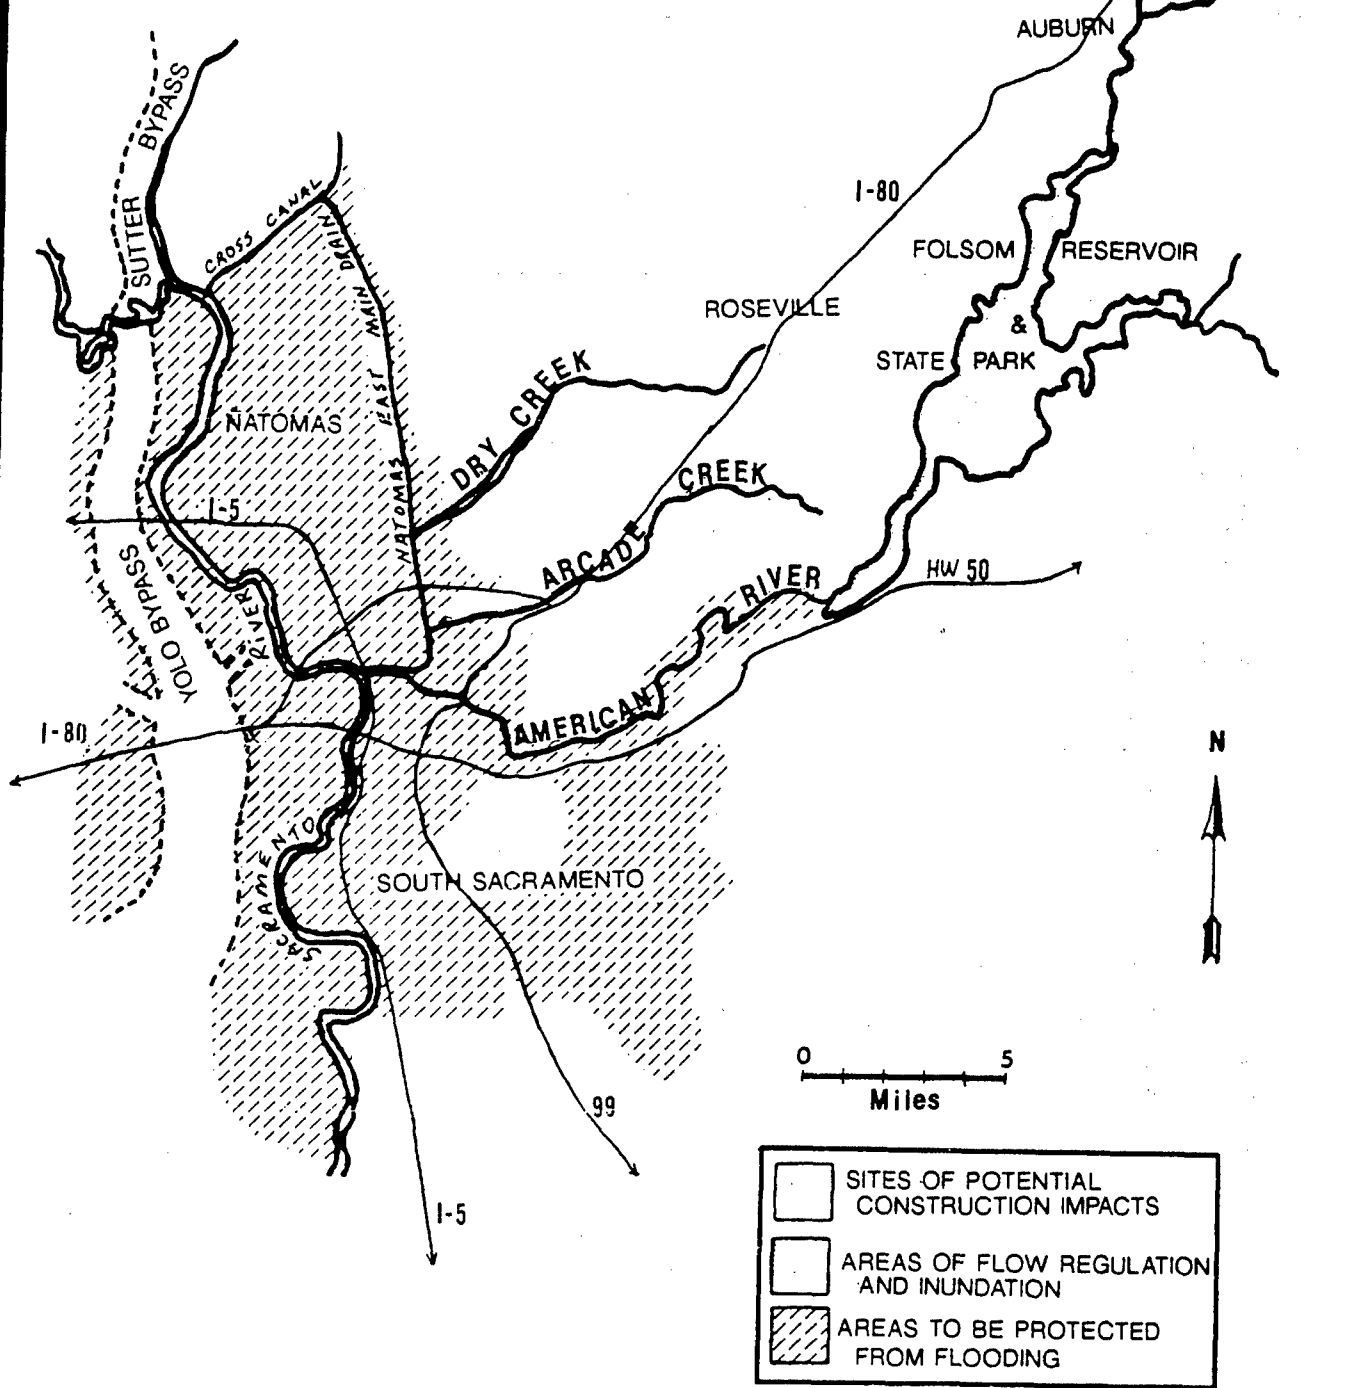 AUBURN
SUTTER BYPASS
CROSS CANAL
I-80
NATOMAS EAST MAIN DRAIN
FOLSOM RESERVOIR
&
STATE PARK
ROSEVILLE
DRY CREEK
NATOMAS
ARCADE CREEK
I-5
YOLO BYPASS
AMERICAN RIVER
HW 50
SACRAMENTO RIVER
I-80
N
SOUTH SACRAMENTO
0 5
Miles
99
I-5
SITES OF POTENTIAL
CONSTRUCTION IMPACTS
AREAS OF FLOW REGULATION
AND INUNDATION
AREAS TO BE PROTECTED
FROM FLOODING